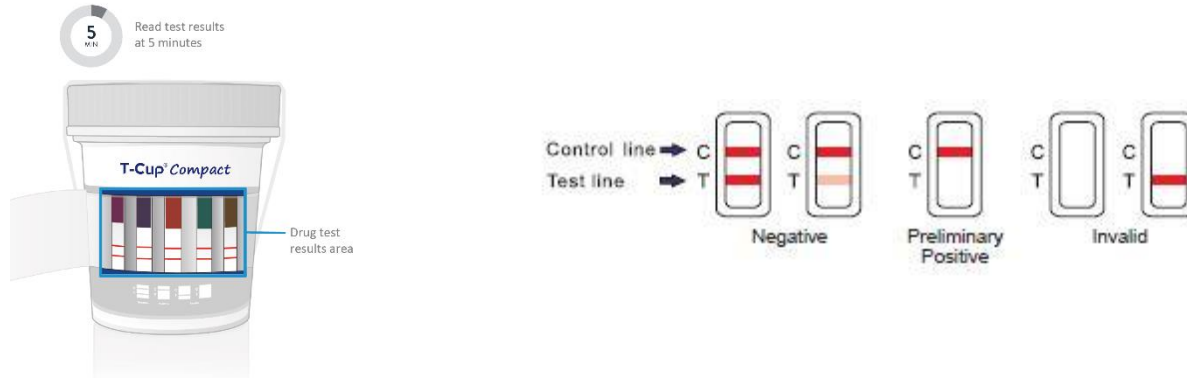 5
MIN
Read test results
at 5 minutes
T-Cup® Compact
Drug test
results area
Control line
Test line
C
T
C
T
C
T
C
T
C
T
Negative
Preliminary
Positive
Invalid